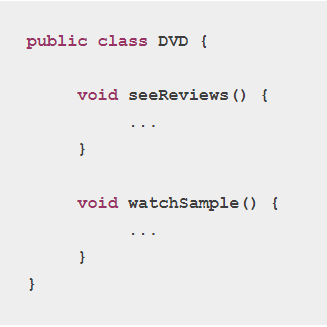 public class DVD {
void seeReviews() {
...
}
void watchSample() {
...
}
}